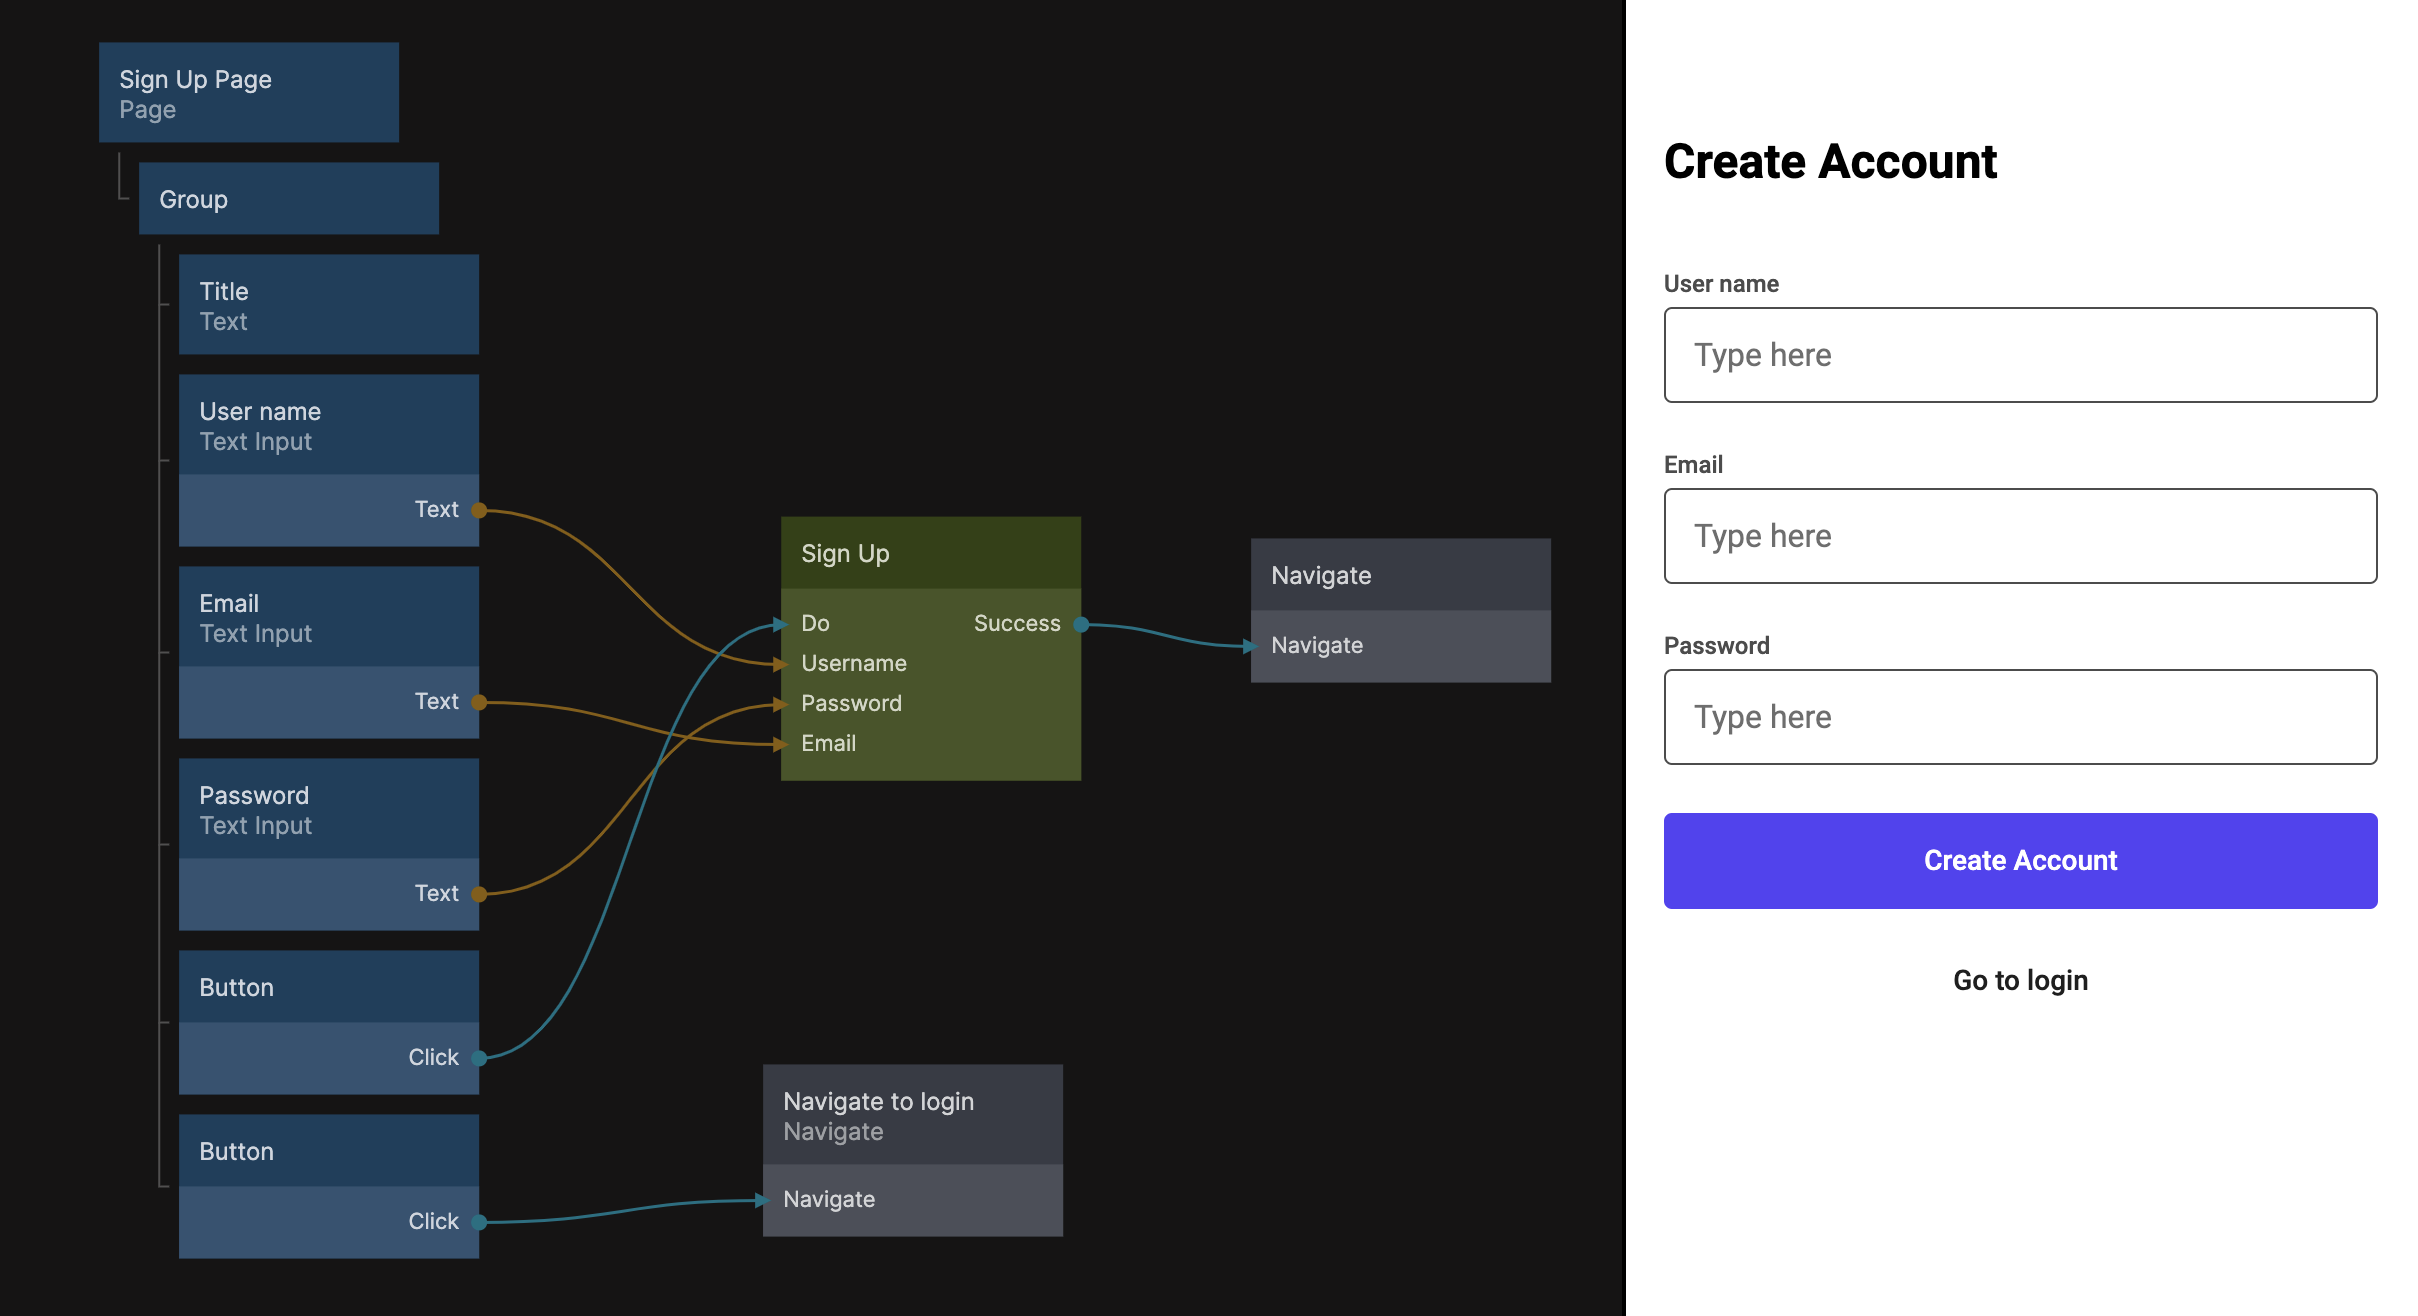 Sign Up Page
Page
Group
Title
Text
User name
Text Input
Text
Email
Text Input
Text
Password
Text Input
Text
Button
Click
Button
Click
Sign Up
Do
Success
Username
Password
Email
Navigate
Navigate
Navigate to login
Navigate
Navigate
Create Account
User name
Type here
Email
Type here
Password
Type here
Create Account
Go to login